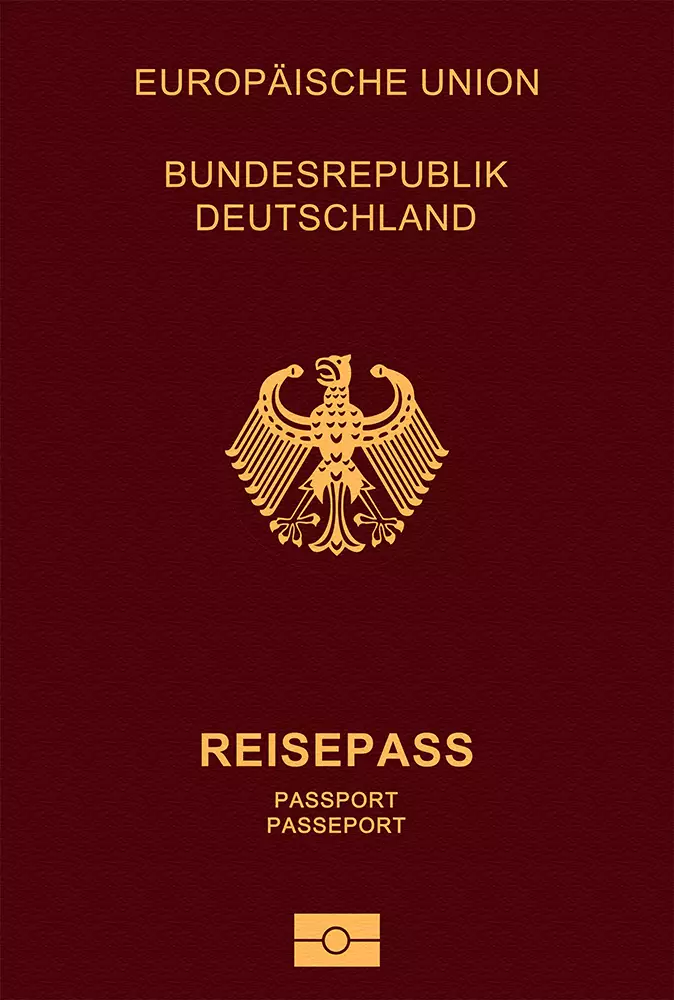 EUROPÄISCHE UNION
BUNDESREPUBLIK
DEUTSCHLAND
REISEPASS
PASSPORT
PASSEPORT